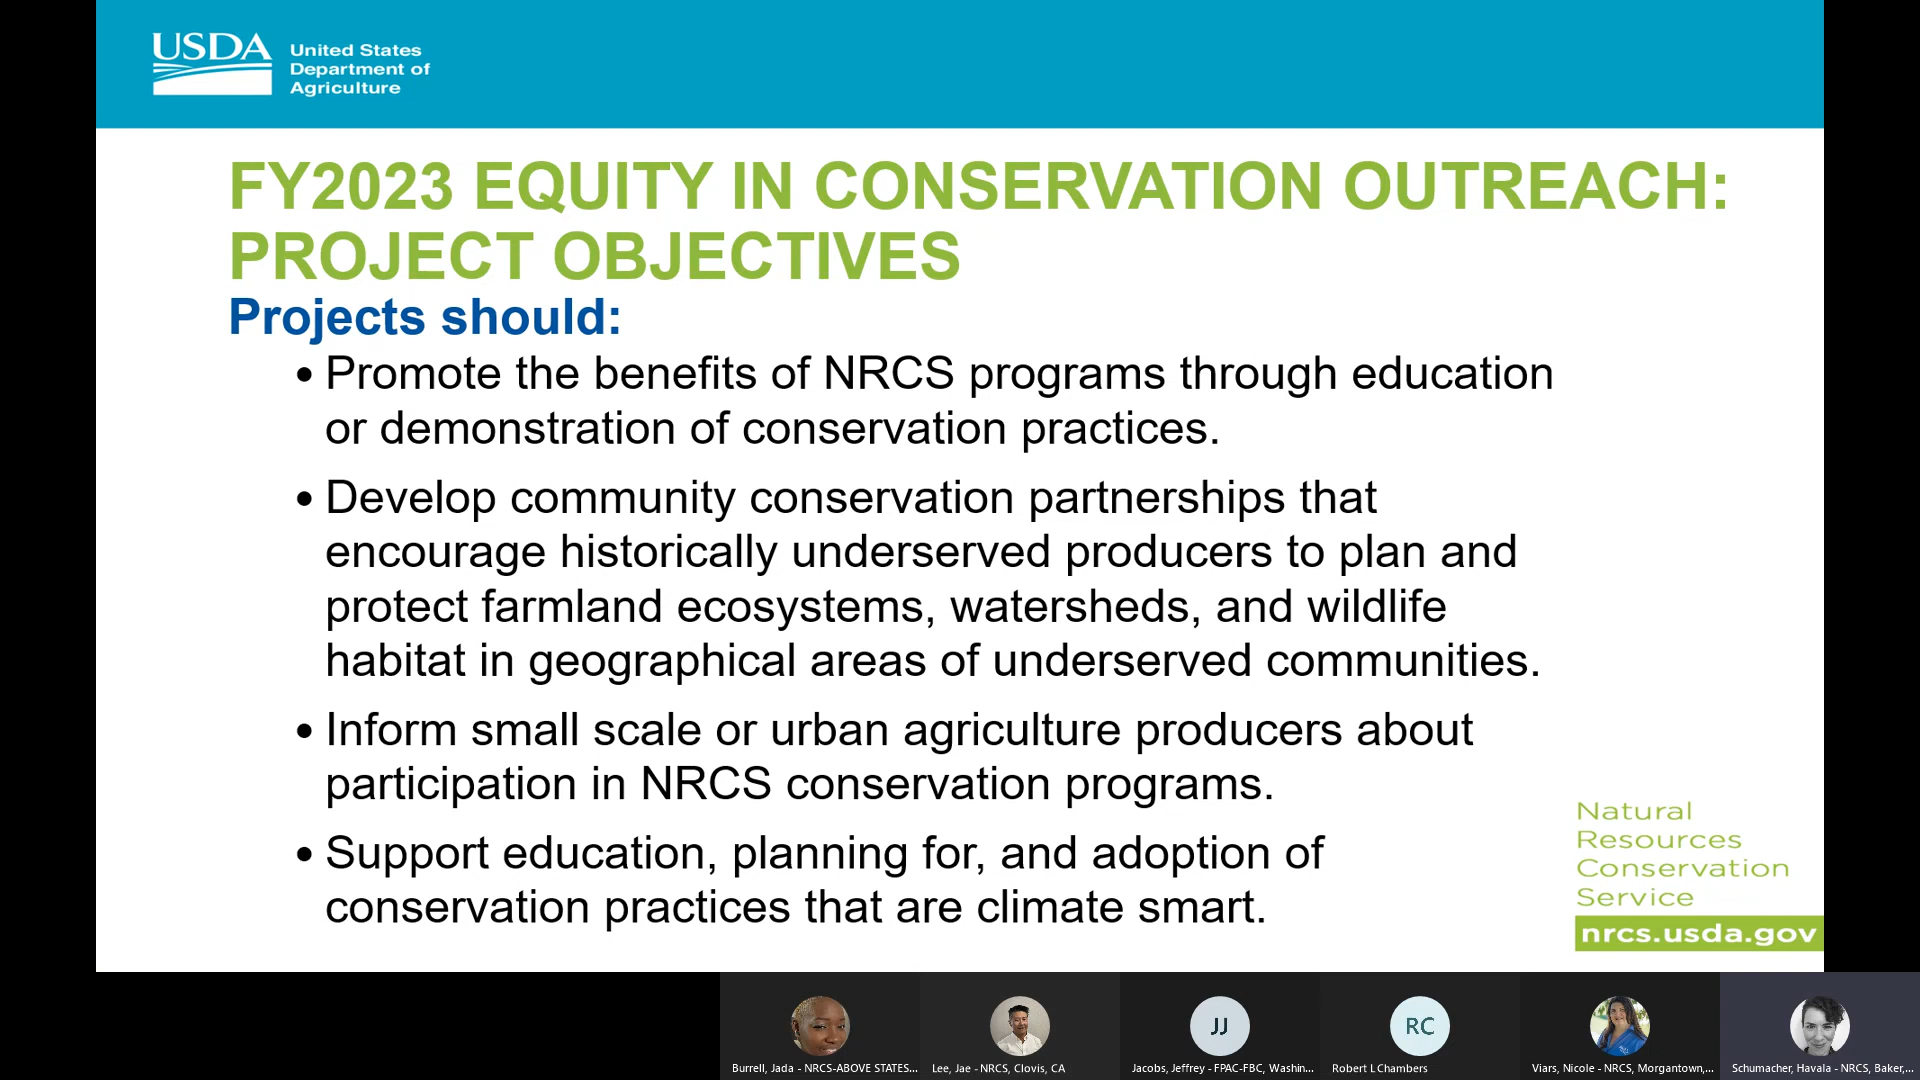 USDA
United States
Department of
Agriculture
FY2023 EQUITY IN CONSERVATION OUTREACH:
PROJECT OBJECTIVES
Projects should:
• Promote the benefits of NRCS programs through education
or demonstration of conservation practices.
• Develop community conservation partnerships that
encourage historically underserved producers to plan and
protect farmland ecosystems, watersheds, and wildlife
habitat in geographical areas of underserved communities.
• Inform small scale or urban agriculture producers about
participation in NRCS conservation programs.
• Support education, planning for, and adoption of
conservation practices that are climate smart.
Natural
Resources
Conservation
Service
nrcs.usda.gov
JJ
RC
Burrell, Jada - NRCS-ABOVE STATES...
Lee, Jae - NRCS, Clovis, CA
Jacobs, Jeffrey - FPAC-FBC, Washin...
Robert L Chambers
Viars, Nicole - NRCS, Morgantown,...
Schumacher, Havala - NRCS, Baker,...